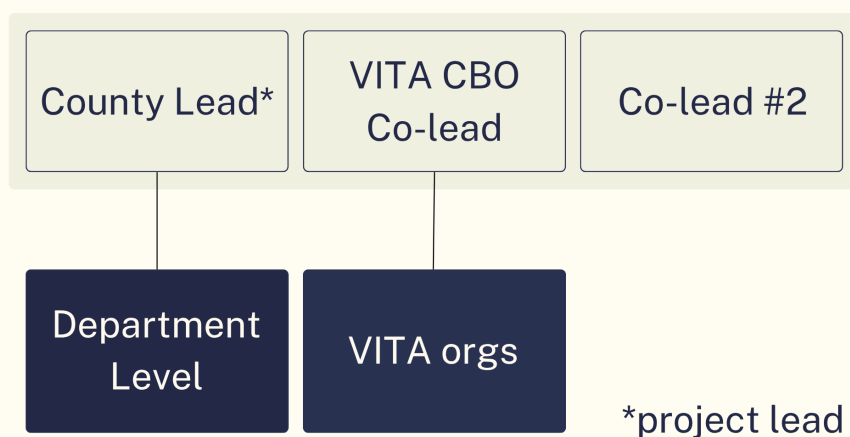 County Lead*
VITA CBO
Co-lead
Co-lead #2
Department
Level
VITA orgs
*project lead